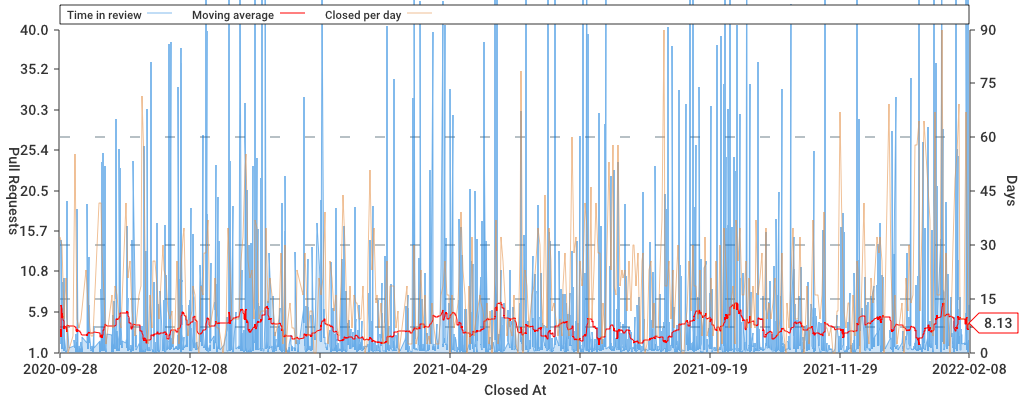 Time in review Moving average Closed per day
40.0 90
35.2 75
30.3
25.4 60
20.5 45
15.7
10.8 30
5.9 15
8.13
1.0 0
Pull Requests
Days
2020-09-28 2020-12-08 2021-02-17 2021-04-29 2021-07-10 2021-09-19 2021-11-29 2022-02-08
Closed At